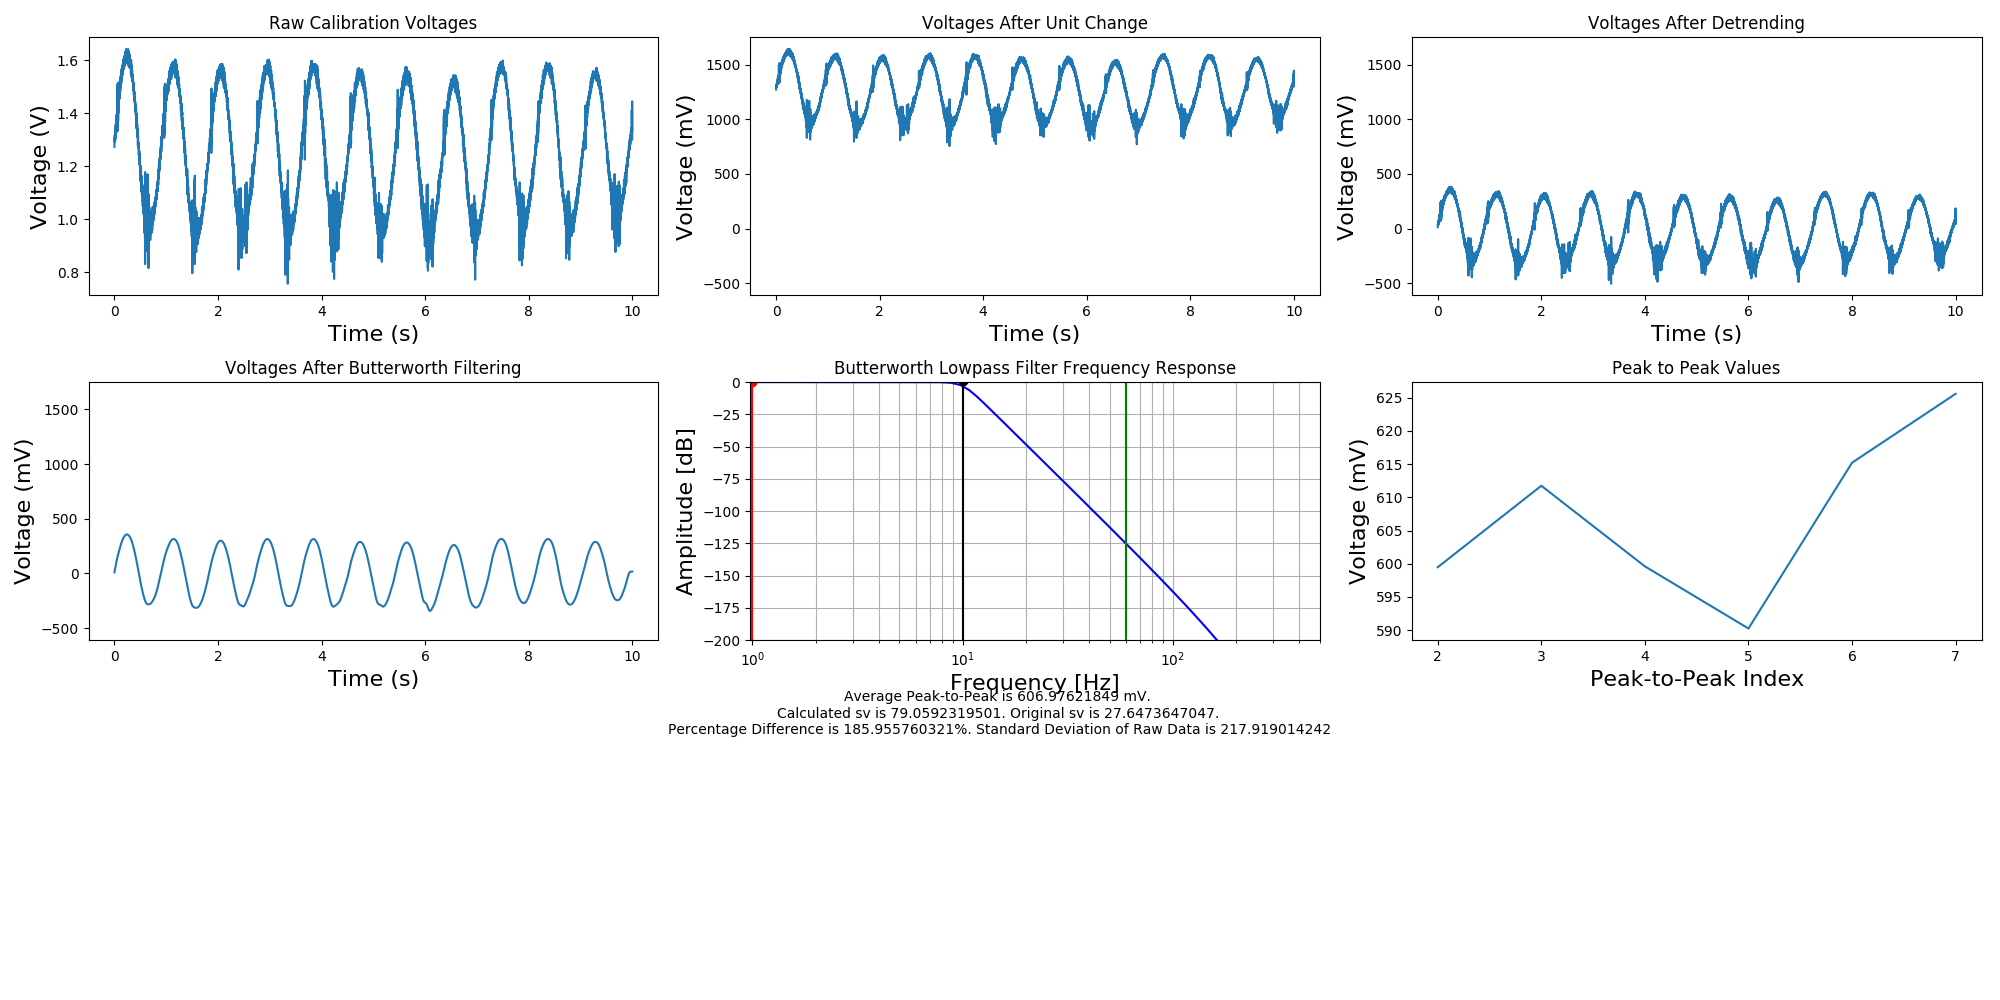 Raw Calibration Voltages
Voltage (V)
1.6
1.4
1.2
1.0
0.8
0 2 4 6 8 10
Time (s)
Voltages After Unit Change
Voltage (mV)
1500
1000
500
0
−500
0 2 4 6 8 10
Time (s)
Voltages After Detrending
Voltage (mV)
1500
1000
500
0
−500
0 2 4 6 8 10
Time (s)
Voltages After Butterworth Filtering
Voltage (mV)
1500
1000
500
0
−500
0 2 4 6 8 10
Time (s)
Butterworth Lowpass Filter Frequency Response
Amplitude [dB]
0
−25
−50
−75
−100
−125
−150
−175
−200
10⁰ 10¹ 10²
Frequency [Hz]
Peak to Peak Values
Voltage (mV)
625
620
615
610
605
600
595
590
2 3 4 5 6 7
Peak-to-Peak Index
Average Peak-to-Peak is 606.97621849 mV.
Calculated sv is 79.0592319501. Original sv is 27.6473647047.
Percentage Difference is 185.955760321%. Standard Deviation of Raw Data is 217.919014242